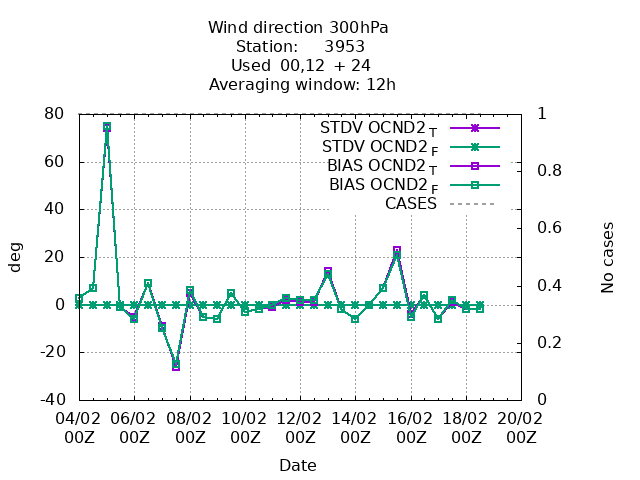 Wind direction 300hPa
Station: 3953
Used 00,12 + 24
Averaging window: 12h
80 1
STDV OCND2 T
STDV OCND2 F
60
BIAS OCND2 T
0.8
BIAS OCND2 F
CASES
40
0.6
20
0.4
0
0.2
-20
-40 0
deg
No cases
04/02 06/02 08/02 10/02 12/02 14/02 16/02 18/02 20/02
00Z 00Z 00Z 00Z 00Z 00Z 00Z 00Z 00Z
Date